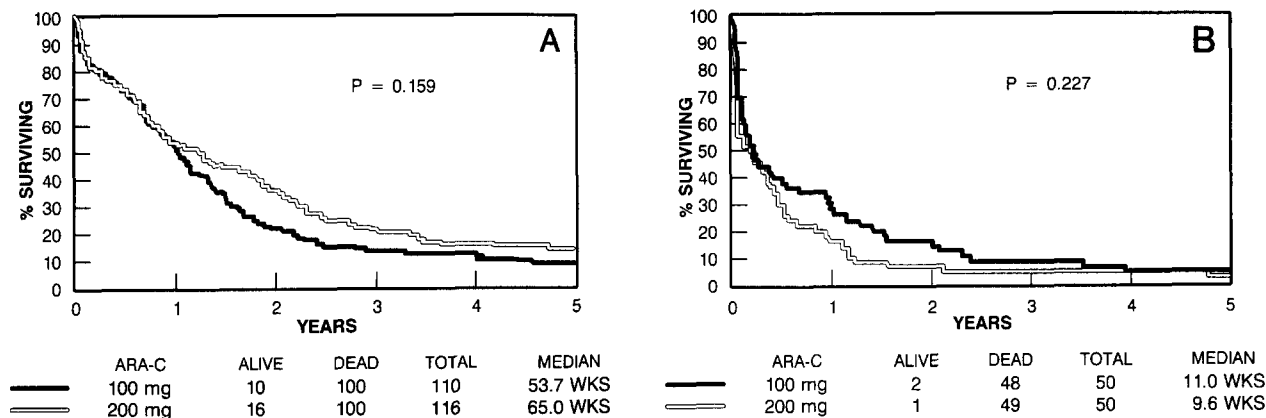 A
P = 0.159
% SURVIVING
100
90
80
70
60
50
40
30
20
10
0
0 1 2 3 4 5
YEARS
ARA-C ALIVE DEAD TOTAL MEDIAN
100 mg 10 100 110 53.7 WKS
200 mg 16 100 116 65.0 WKS
B
P = 0.227
% SURVIVING
100
90
80
70
60
50
40
30
20
10
0
0 1 2 3 4 5
YEARS
ARA-C ALIVE DEAD TOTAL MEDIAN
100 mg 2 48 50 11.0 WKS
200 mg 1 49 50 9.6 WKS